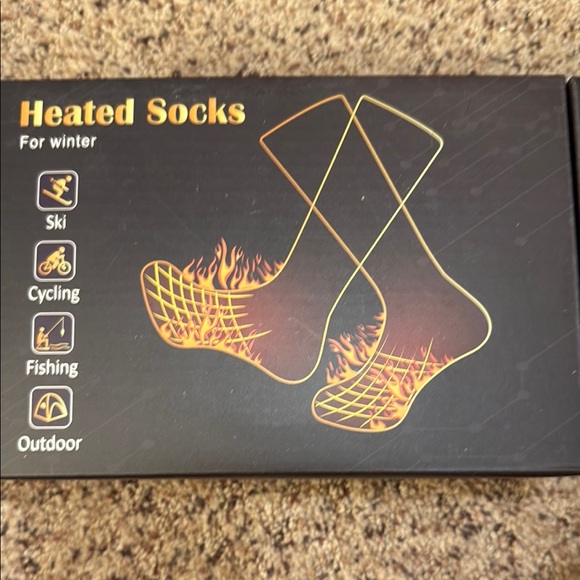 Heated Socks
For winter
Ski
Cycling
Fishing
Outdoor